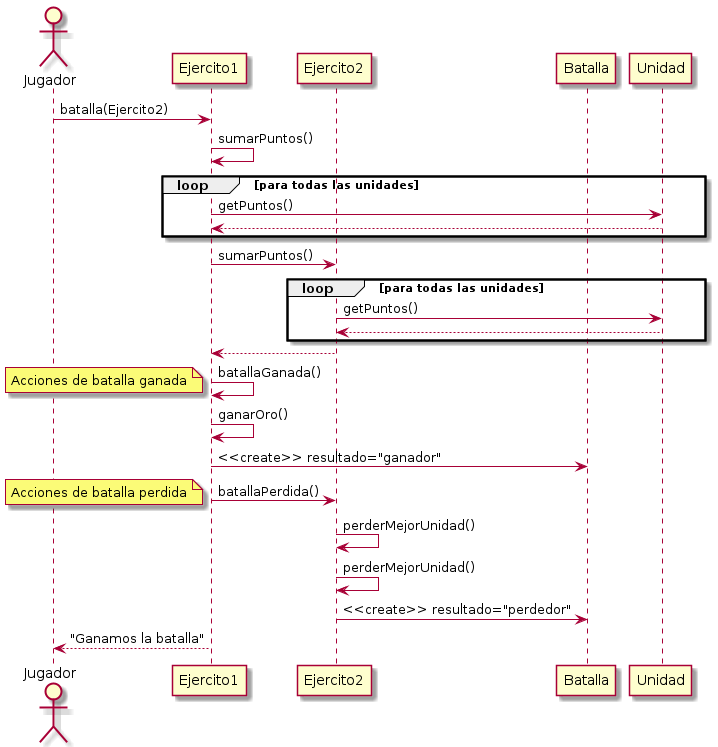 Jugador
Ejercito1
Ejercito2
Batalla
Unidad
batalla(Ejercito2)
sumarPuntos()
loop
[para todas las unidades]
getPuntos()
sumarPuntos()
loop
[para todas las unidades]
getPuntos()
Acciones de batalla ganada
batallaGanada()
ganarOro()
<<create>> resultado="ganador"
Acciones de batalla perdida
batallaPerdida()
perderMejorUnidad()
perderMejorUnidad()
<<create>> resultado="perdedor"
"Ganamos la batalla"
Jugador
Ejercito1
Ejercito2
Batalla
Unidad